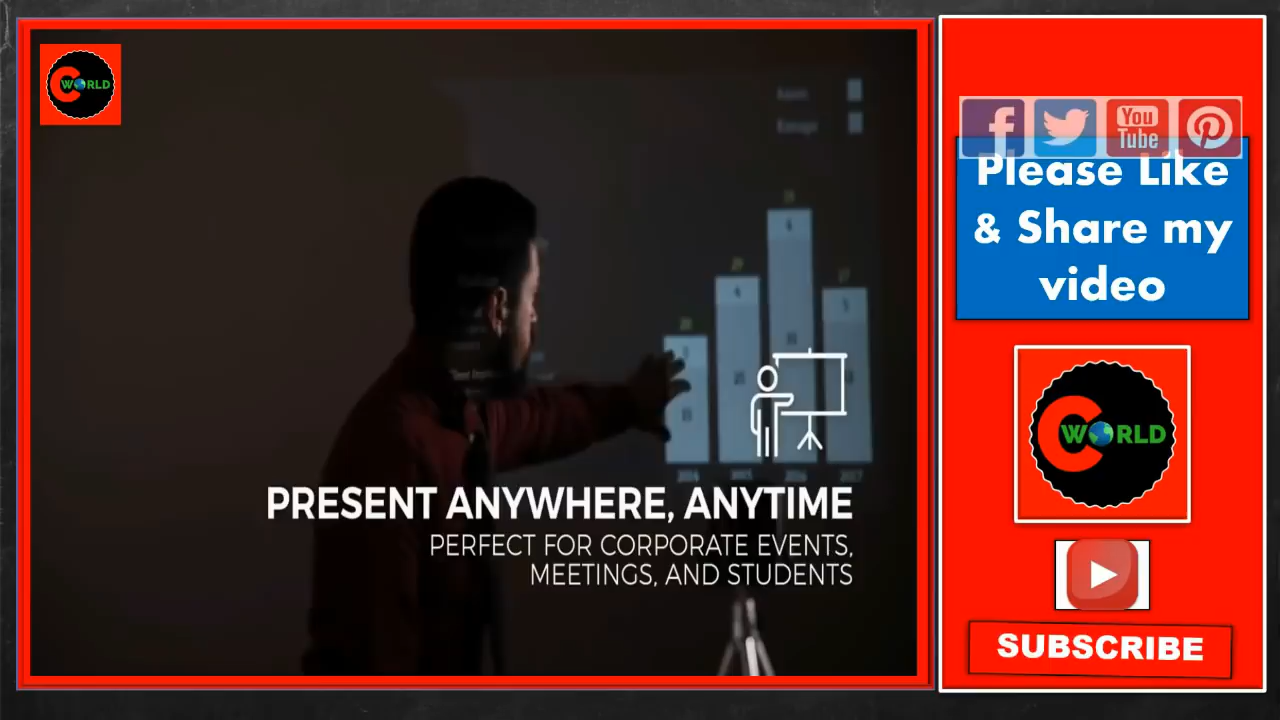 C WORLD
PRESENT ANYWHERE, ANYTIME
PERFECT FOR CORPORATE EVENTS,
MEETINGS, AND STUDENTS
f
You
Tube
Please Like
& Share my
video
C WORLD
SUBSCRIBE